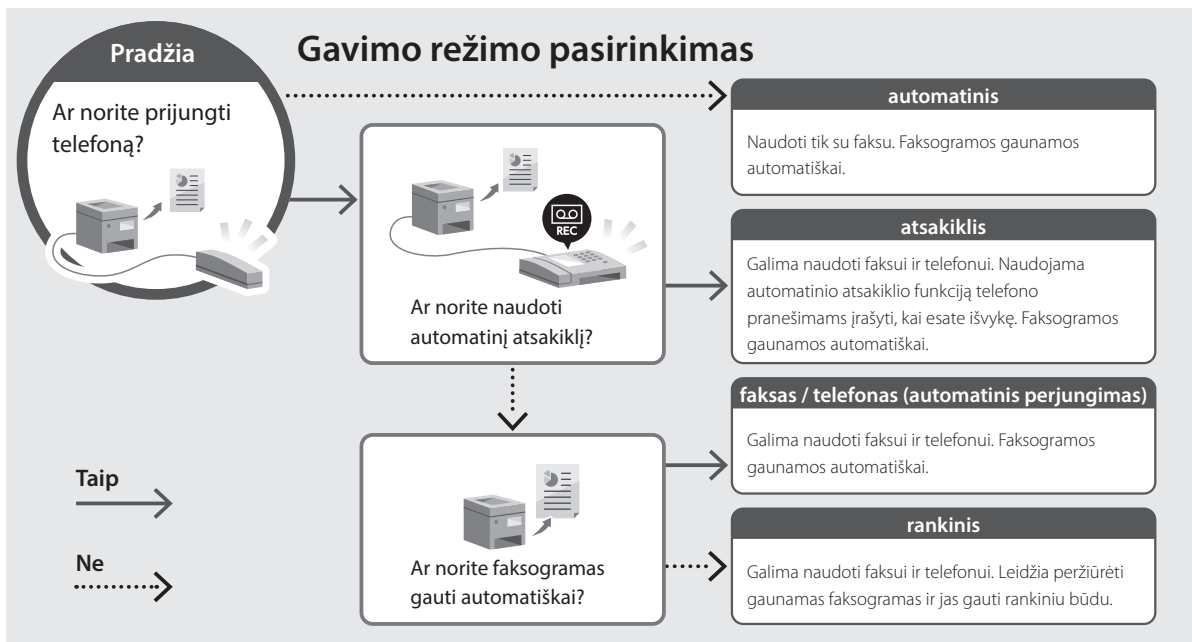 Gavimo režimo pasirinkimas
Pradžia
Ar norite prijungti
telefoną?
REC
Ar norite naudoti
automatinį atsakiklį?
Ar norite faksogramas
gauti automatiškai?
automatinis
Naudoti tik su faksu. Faksogramos gaunamos
automatiškai.
atsakiklis
Galima naudoti faksui ir telefonui. Naudojama
automatinio atsakiklio funkciją telefono
pranešimams įrašyti, kai esate išvykę. Faksogramos
gaunamos automatiškai.
faksas / telefonas (automatinis perjungimas)
Galima naudoti faksui ir telefonui. Faksogramos
gaunamos automatiškai.
rankinis
Galima naudoti faksui ir telefonui. Leidžia peržiūrėti
gaunamas faksogramas ir jas gauti rankiniu būdu.
Taip
Ne